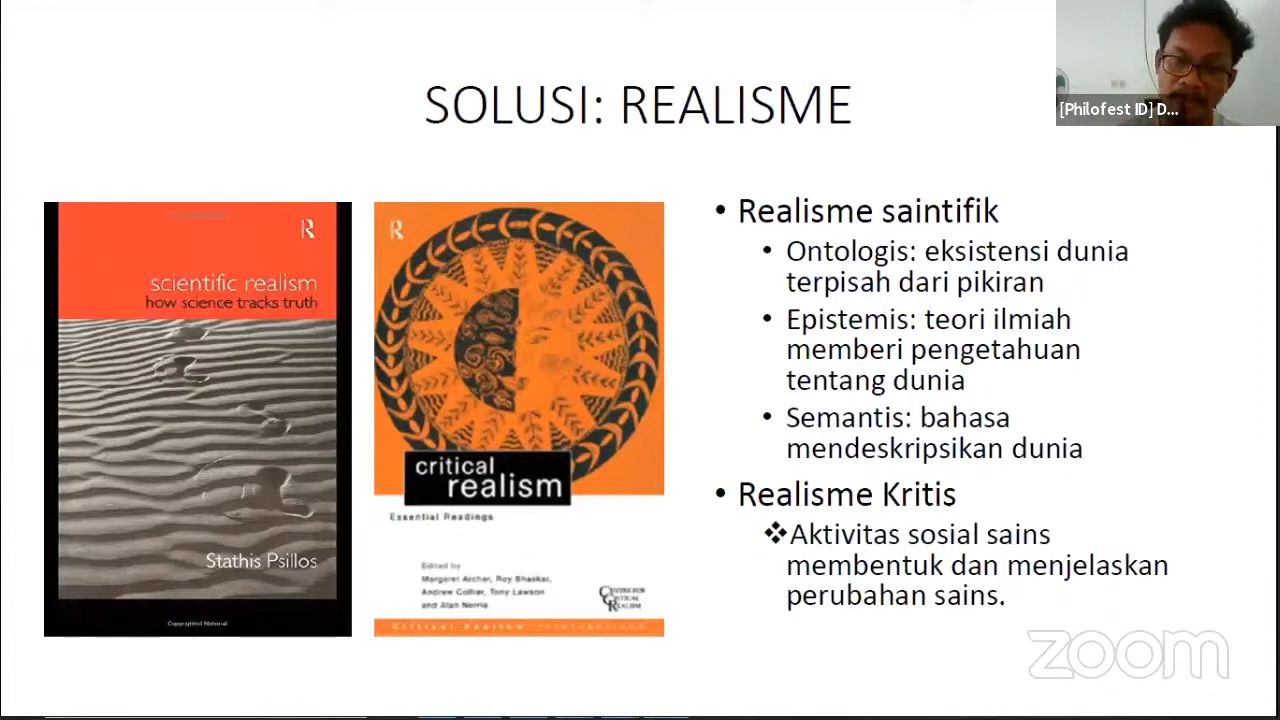 SOLUSI: REALISME
[Philofest ID] D...
R
scientific realism
how science tracks truth
Stathis Psillos
Copyrighted Material
R
critical
realism
Essential Readings
Edited by
Margaret Archer, Roy Bhaskar,
Andrew Collier, Tony Lawson
and Alan Norrie
CENTRE FOR
CRITICAL
REALISM
Critical Realism
• Realisme saintifik
• Ontologis: eksistensi dunia
terpisah dari pikiran
• Epistemis: teori ilmiah
memberi pengetahuan
tentang dunia
• Semantis: bahasa
mendeskripsikan dunia
• Realisme Kritis
❖Aktivitas sosial sains
membentuk dan menjelaskan
perubahan sains.
zoom